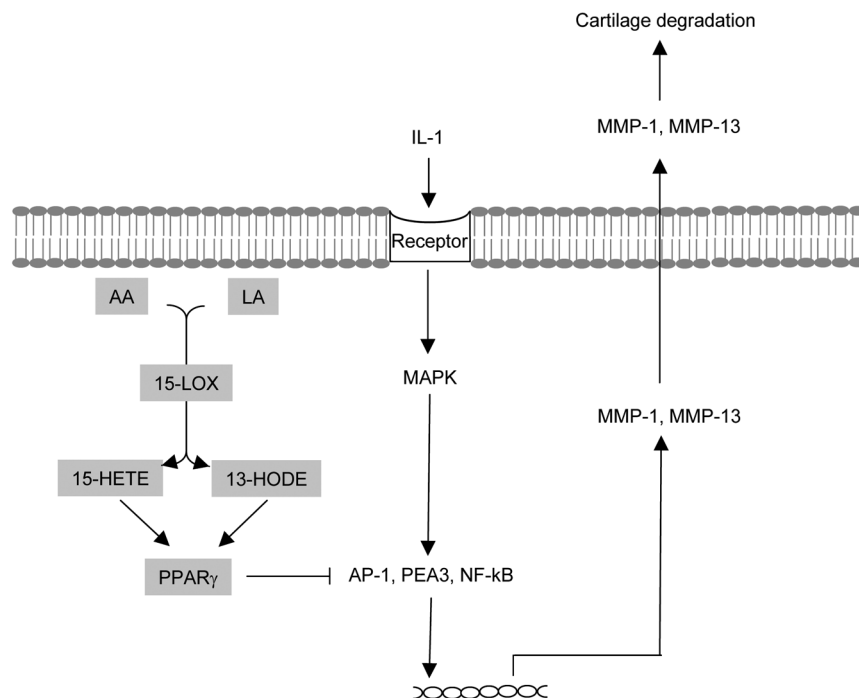 Cartilage degradation
MMP-1, MMP-13
IL-1
Receptor
AA
LA
15-LOX
MAPK
MMP-1, MMP-13
15-HETE
13-HODE
PPARγ
AP-1, PEA3, NF-kB